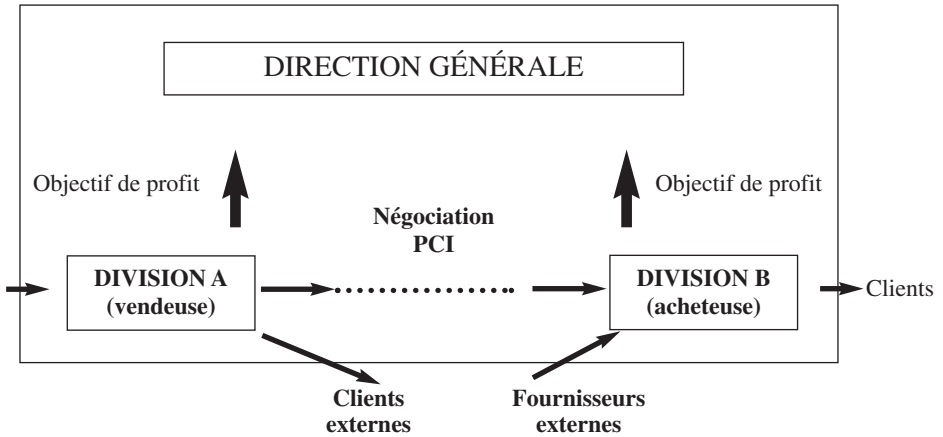 DIRECTION GÉNÉRALE
Objectif de profit
Objectif de profit
Négociation
PCI
DIVISION A
(vendeuse)
DIVISION B
(acheteuse)
Clients
Clients
externes
Fournisseurs
externes